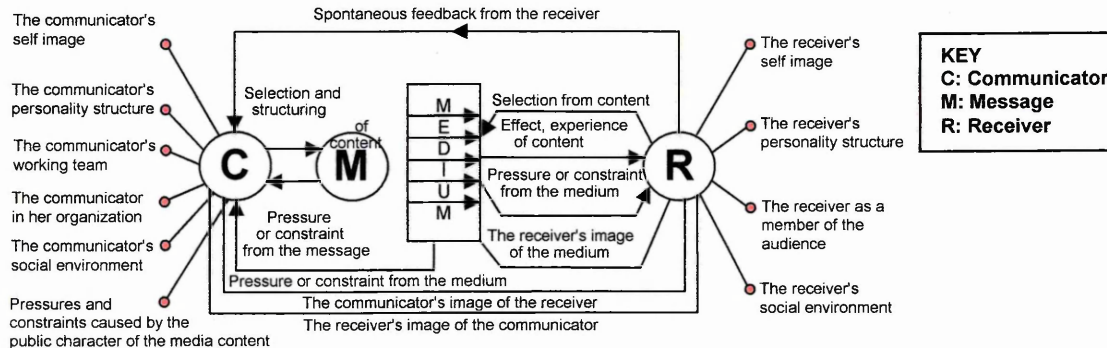 Spontaneous feedback from the receiver
The communicator's
self image
The communicator's
personality structure
The communicator's
working team
The communicator
in her organization
The communicator's
social environment
Pressures and
constraints caused by the
public character of the media content
Selection and
structuring
of
content
C
M
Pressure
or constraint
from the message
M
E
D
I
U
M
Selection from content
Effect, experience
of content
Pressure or constraint
from the medium
The receiver's image
of the medium
R
Pressure or constraint from the medium
The communicator's image of the receiver
The receiver's image of the communicator
The receiver's
self image
The receiver's
personality structure
The receiver as a
member of the
audience
The receiver's
social environment
KEY
C: Communicator
M: Message
R: Receiver